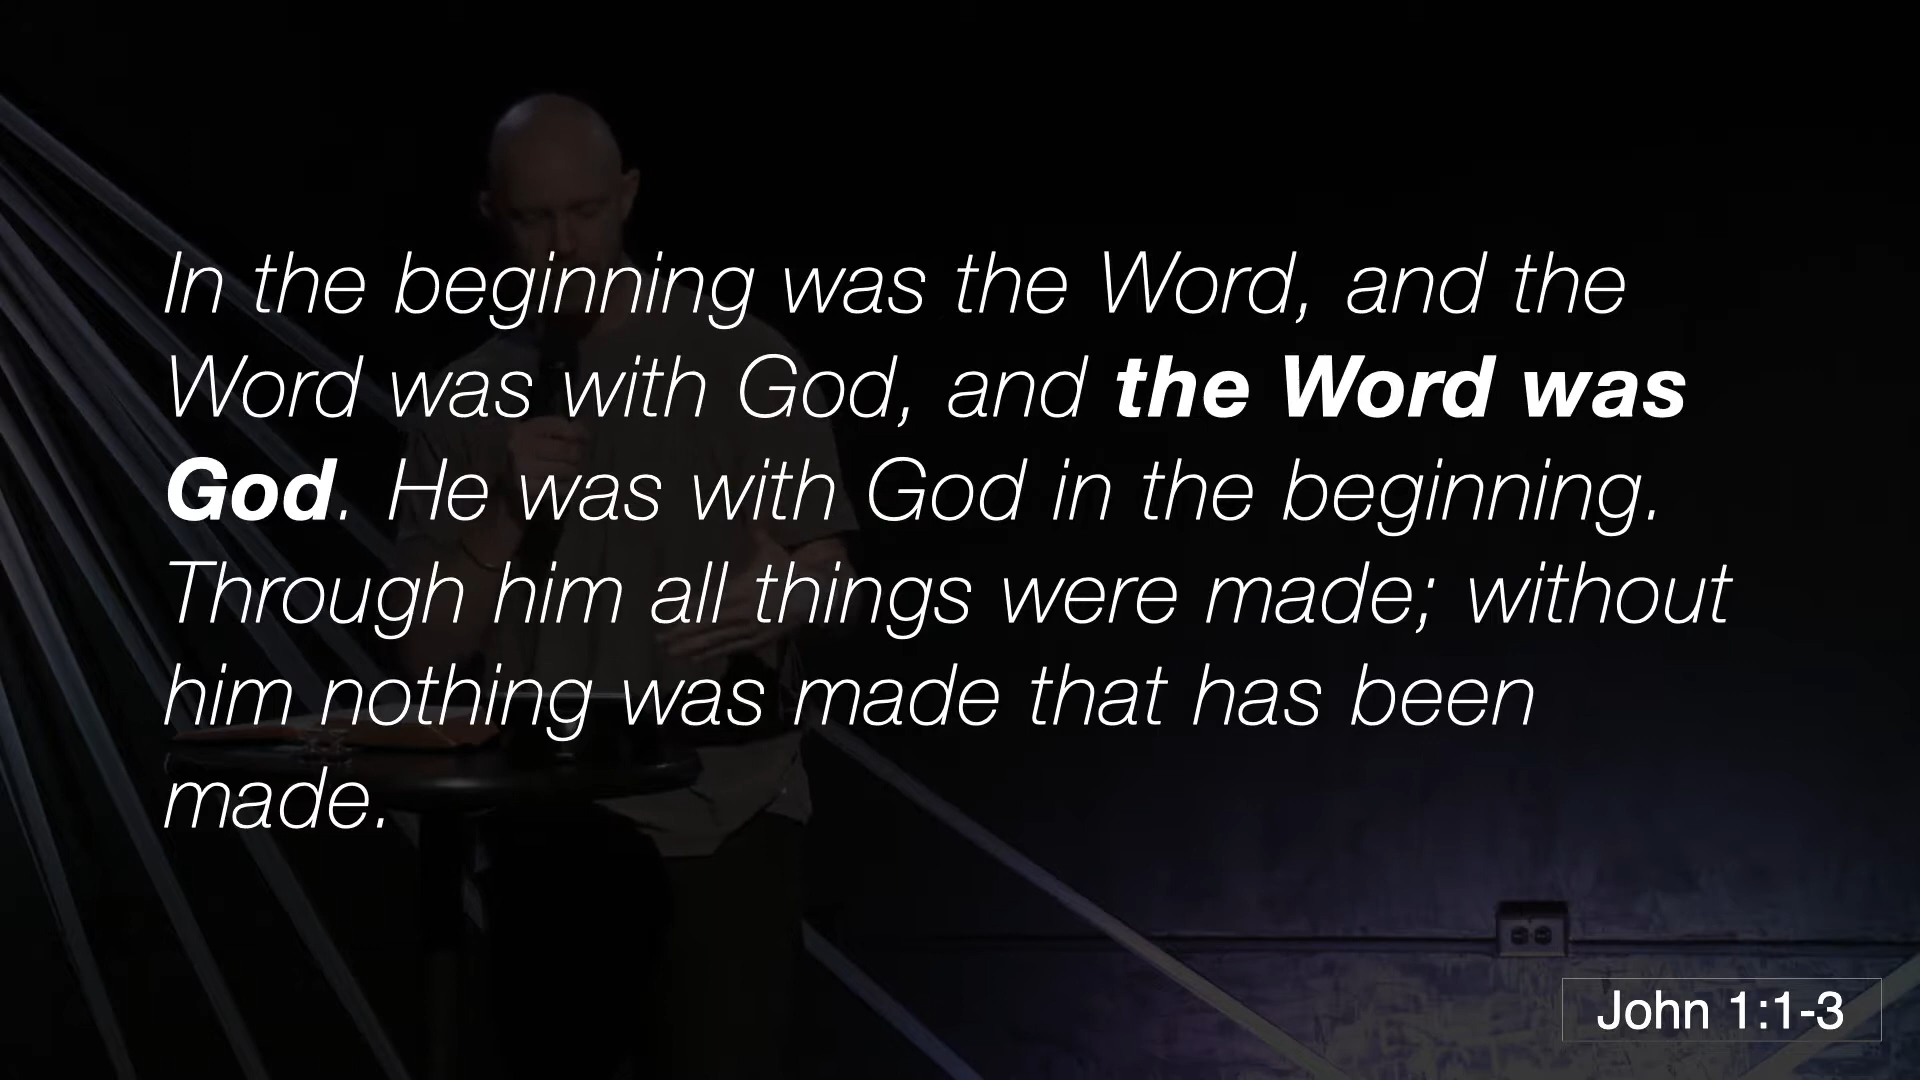 In the beginning was the Word, and the
Word was with God, and the Word was
God. He was with God in the beginning.
Through him all things were made; without
him nothing was made that has been
made.
John 1:1-3